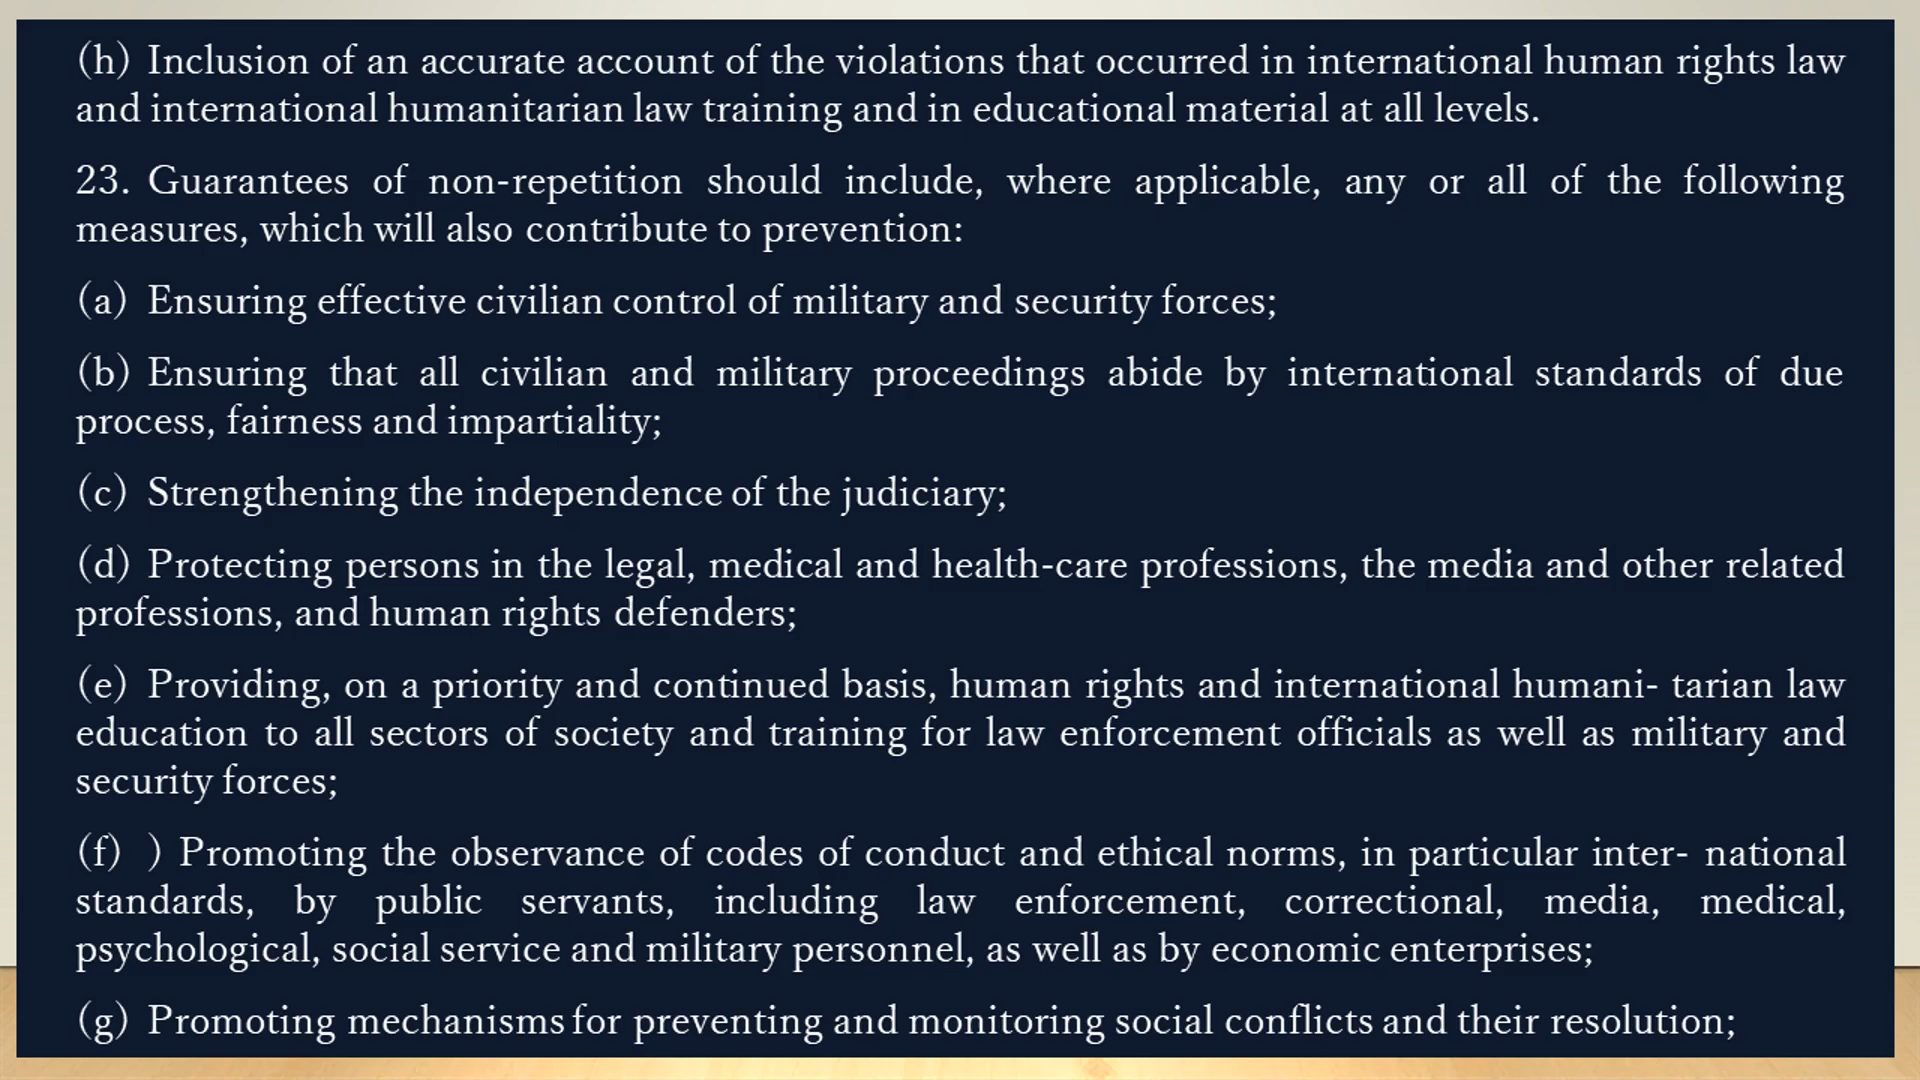 (h) Inclusion of an accurate account of the violations that occurred in international human rights law
and international humanitarian law training and in educational material at all levels.
23. Guarantees of non-repetition should include, where applicable, any or all of the following
measures, which will also contribute to prevention:
(a) Ensuring effective civilian control of military and security forces;
(b) Ensuring that all civilian and military proceedings abide by international standards of due
process, fairness and impartiality;
(c) Strengthening the independence of the judiciary;
(d) Protecting persons in the legal, medical and health-care professions, the media and other related
professions, and human rights defenders;
(e) Providing, on a priority and continued basis, human rights and international humani- tarian law
education to all sectors of society and training for law enforcement officials as well as military and
security forces;
(f) ) Promoting the observance of codes of conduct and ethical norms, in particular inter- national
standards, by public servants, including law enforcement, correctional, media, medical,
psychological, social service and military personnel, as well as by economic enterprises;
(g) Promoting mechanisms for preventing and monitoring social conflicts and their resolution;